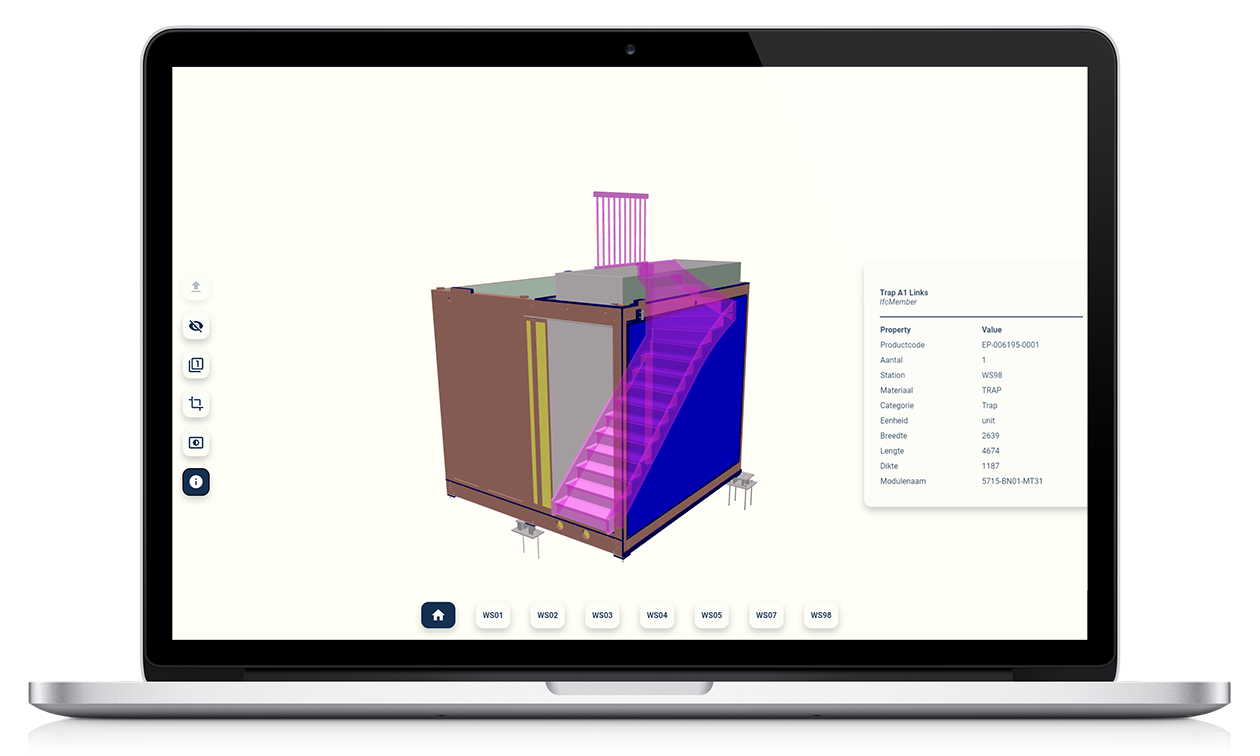 Trap A1 Links
IfcMember
Property Value
Productcode EP-006195-0001
Aantal 1
Station WS98
Materiaal TRAP
Categorie Trap
Eenheid unit
Breedte 2639
Lengte 4674
Dikte 1187
Modulenaam 5715-BN01-MT31
1
WS01 WS02 WS03 WS04 WS05 WS07 WS98